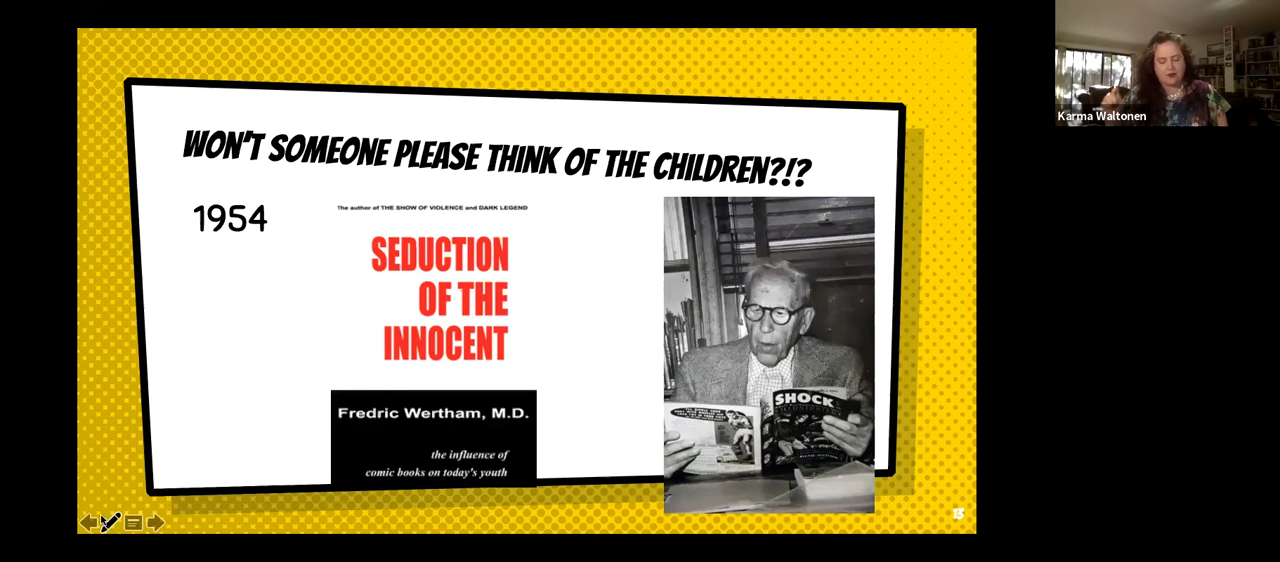 WON'T SOMEONE PLEASE THINK OF THE CHILDREN?!?
1954
The author of THE SHOW OF VIOLENCE and DARK LEGEND
SEDUCTION
OF THE
INNOCENT
Fredric Wertham, M.D.
the influence of
comic books on today's youth
SHOCK
ILLUSTRATED
Karma Waltonen
13